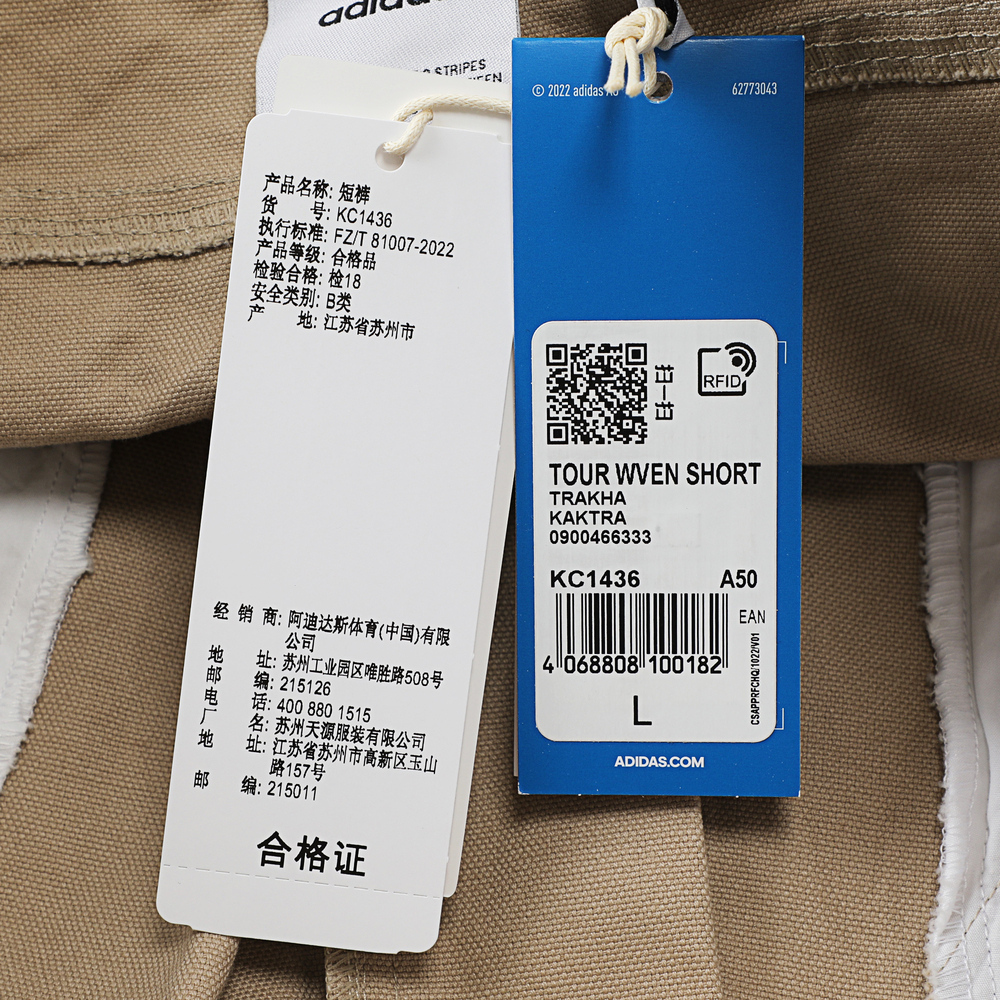 adidas
STRIPES
产品名称: 短裤
货 号: KC1436
执行标准: FZ/T 81007-2022
产品等级: 合格品
检验合格: 检18
安全类别: B类
产 地: 江苏省苏州市
经 销 商: 阿迪达斯体育(中国)有限
公司
地 址: 苏州工业园区唯胜路508号
邮 编: 215126
电 话: 400 880 1515
厂 名: 苏州天源服装有限公司
地 址: 江苏省苏州市高新区玉山
路157号
邮 编: 215011
合格证
© 2022 adidas AG
62773043
RFID
TOUR WVEN SHORT
TRAKHA
KAKTRA
0900466333
KC1436 A50
EAN
4 068808 100182
CSAPPRFCHQ/1022/V01
L
ADIDAS.COM